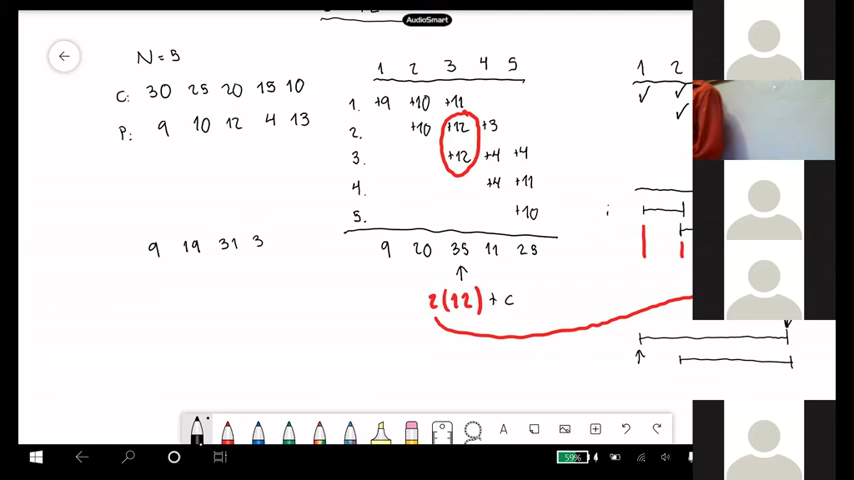 AudioSmart
N = 5
C: 30 25 20 15 10
P: 9 10 12 4 13
9 19 31 3
1 2 3 4 5
1. +9 +10 +11
2. +10 +12 +3
3. +12 +4 +4
4. +4 +11
5. +10
9 20 35 11 25
↑
2(12) + c
1 2
✓ ✓
✓
i
↑
A
59%